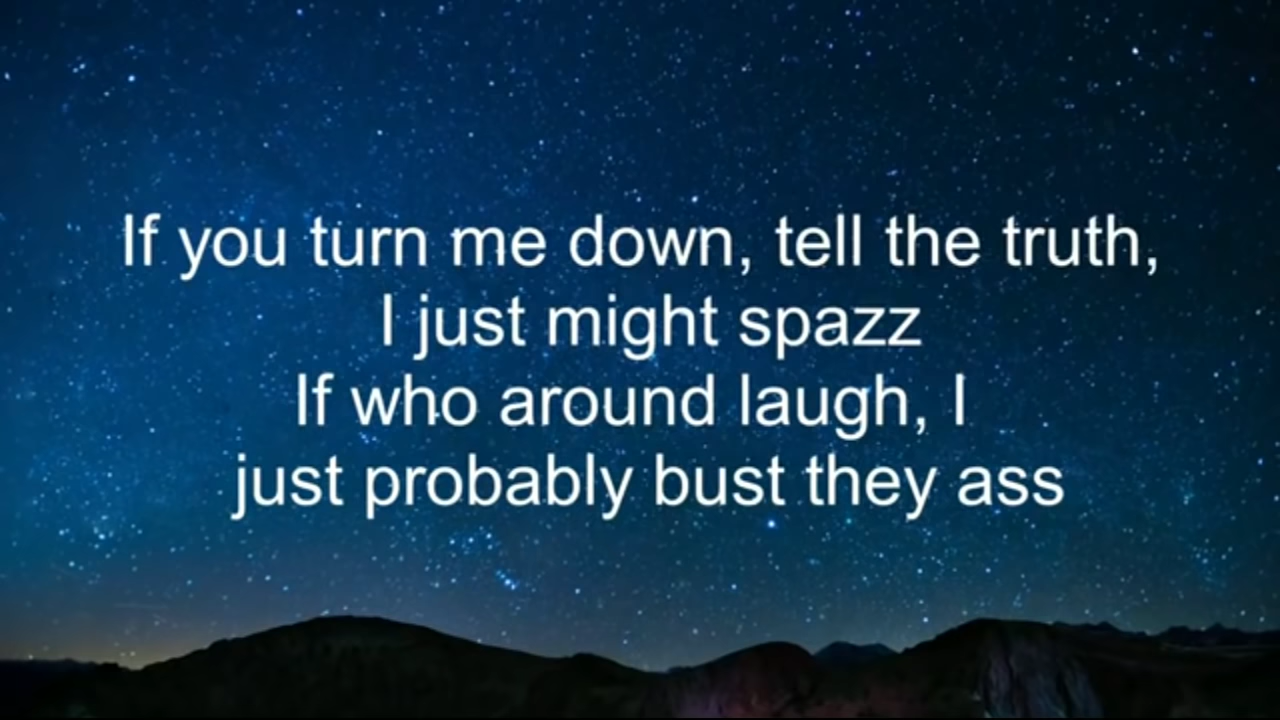 If you turn me down, tell the truth,
I just might spazz
If who around laugh, I
just probably bust they ass